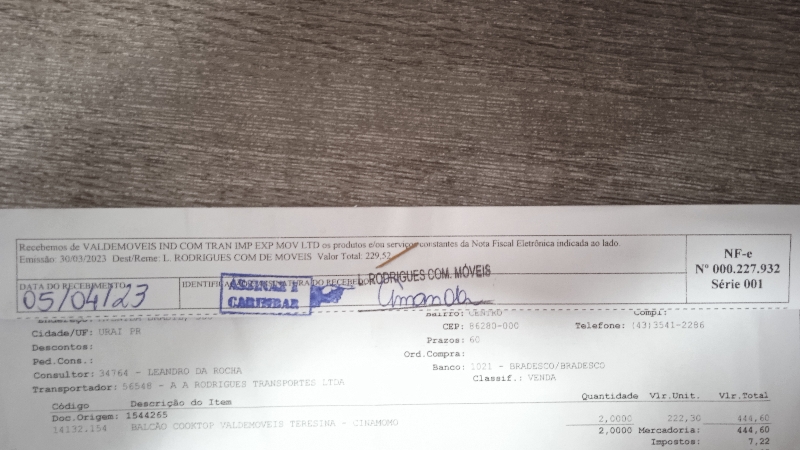 Recebemos de VALDEMOVEIS IND COM TRAN IMP EXP MOV LTD os produtos e/ou serviços constantes da Nota Fiscal Eletrônica indicada ao lado.
Emissão: 30/03/2023 Dest/Reme: L. RODRIGUES COM DE MOVEIS Valor Total: 229,52
NF-e
Nº 000.227.932
Série 001
DATA DO RECEBIMENTO
05/04/23
ASSINAR E
CARIMBAR
L. RODRIGUES COM. MÓVEIS
Amanda
CENTRO
Compl:
Cidade/UF: URAI PR
CEP: 86280-000
Telefone: (43)3541-2286
Descontos:
Prazos: 60
Ped.Cons.:
Ord.Compra:
Consultor: 34764 - LEANDRO DA ROCHA
Banco: 1021 - BRADESCO/BRADESCO
Transportador: 56548 - A A RODRIGUES TRANSPORTES LTDA
Classif.: VENDA
Código Descrição do Item Quantidade Vlr.Unit. Vlr.Total
Doc.Origem: 1544265
14132.154 BALCÃO COOKTOP VALDEMOVEIS TERESINA - CINAMOMO 2,0000 222,30 444,60
2,0000 Mercadoria: 444,60
Impostos: 7,22